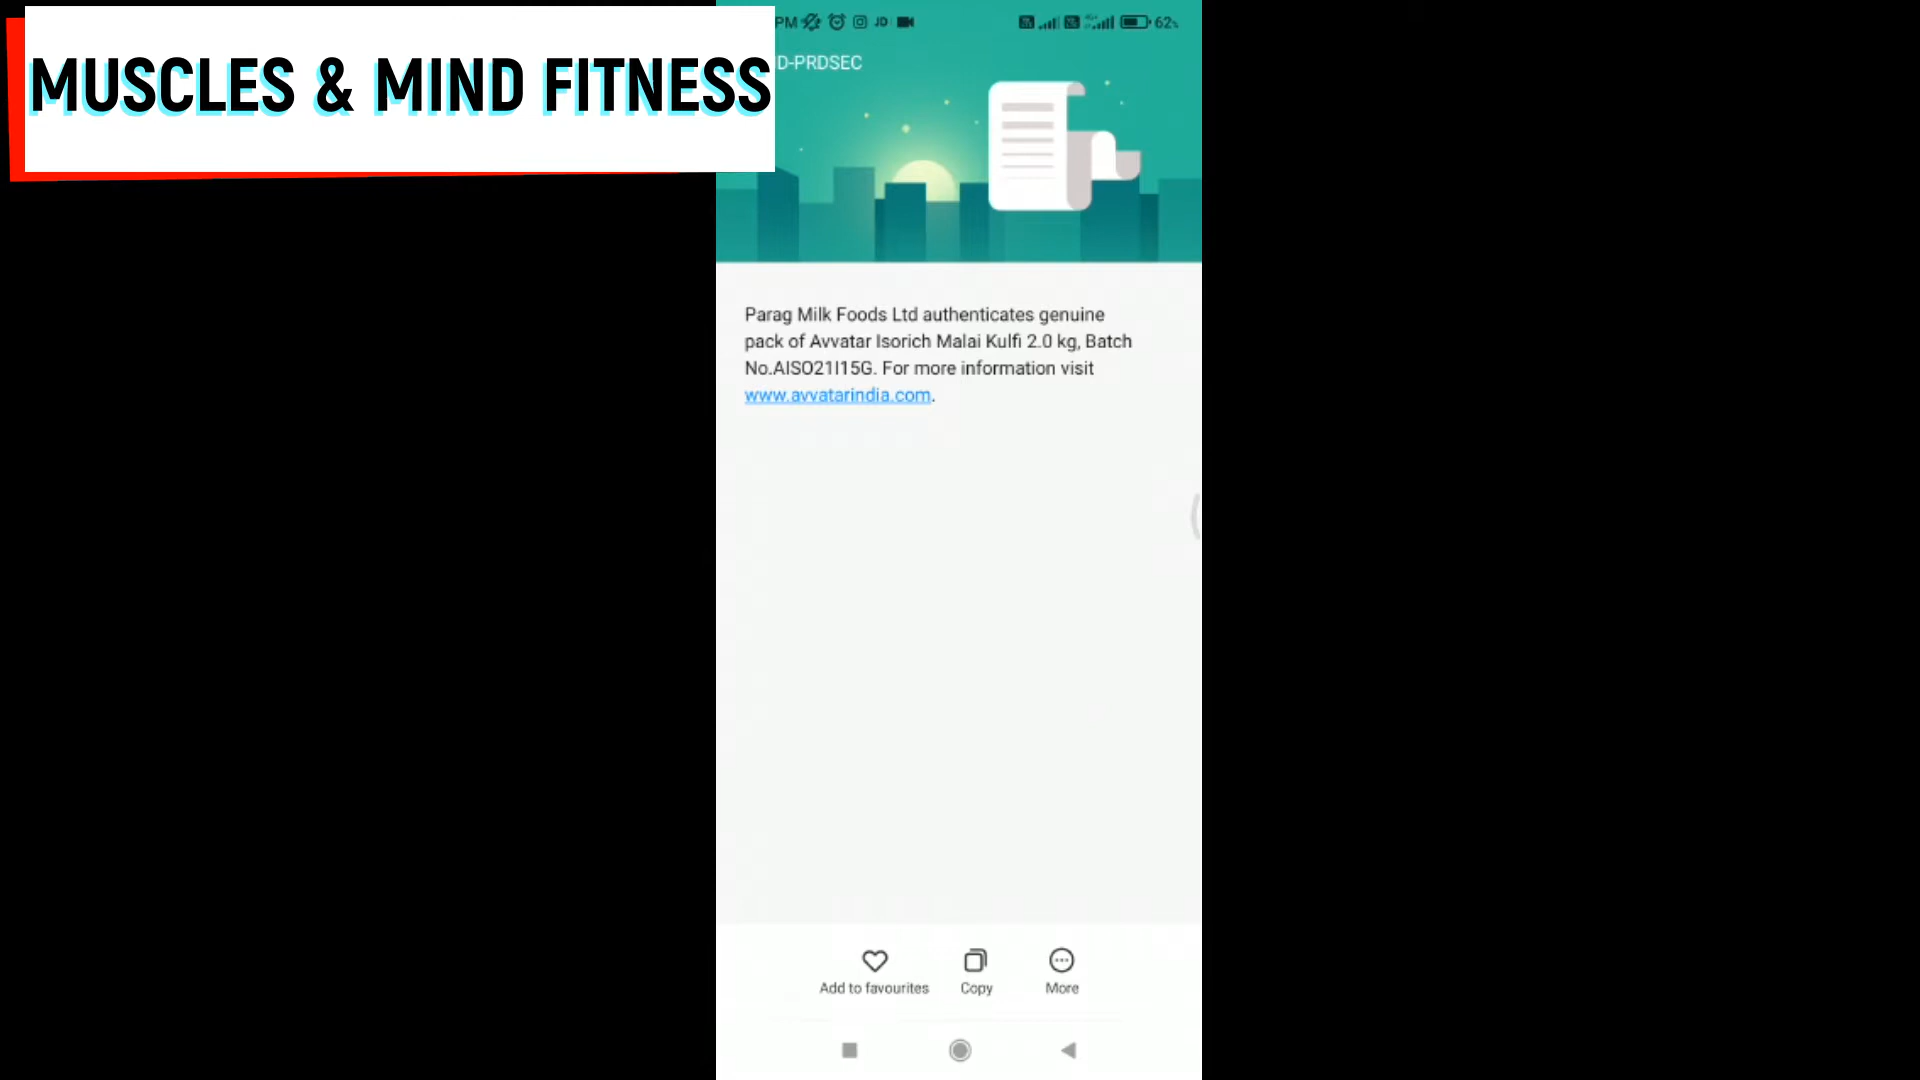 MUSCLES & MIND FITNESS
PM JD 62%
D-PRDSEC
Parag Milk Foods Ltd authenticates genuine
pack of Avvatar Isorich Malai Kulfi 2.0 kg, Batch
No.AISO21I15G. For more information visit
www.avvatarindia.com.
Add to favourites Copy More